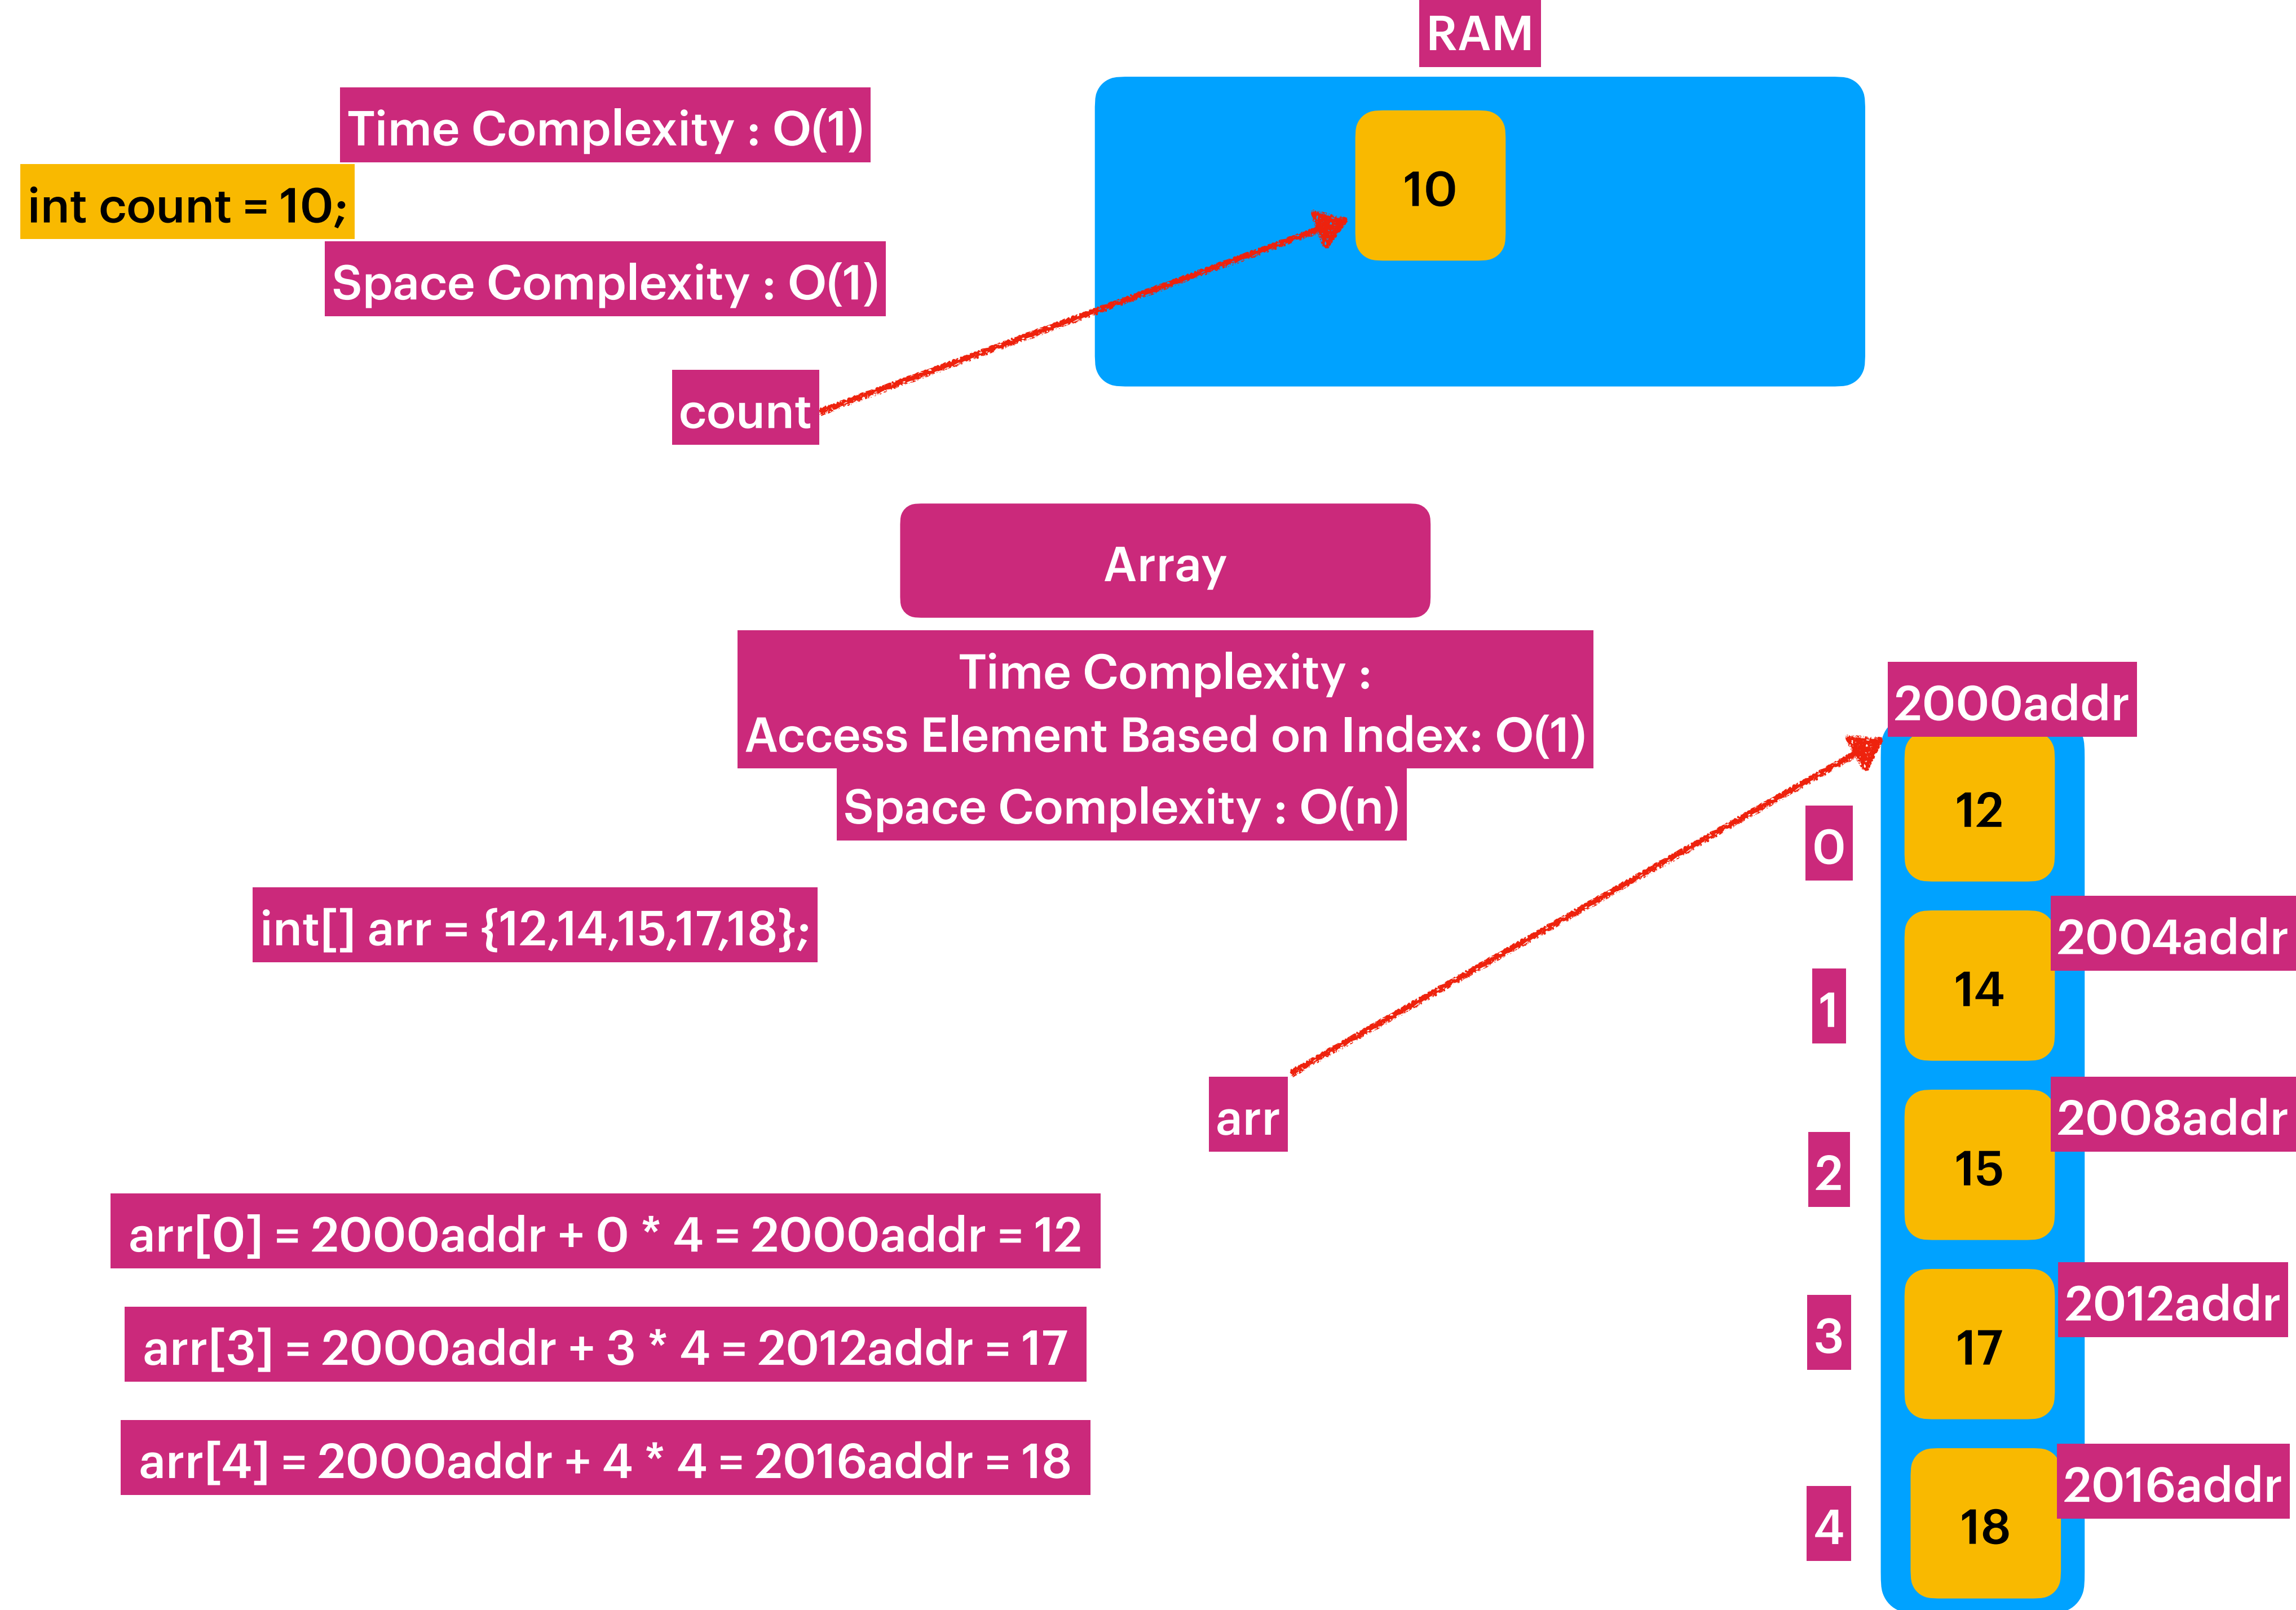 RAM
Time Complexity : O(1)
int count = 10;
Space Complexity : O(1)
10
count
Array
Time Complexity :
Access Element Based on Index: O(1)
Space Complexity : O(n)
int[] arr = {12,14,15,17,18};
arr
2000addr
0
12
2004addr
1
14
2008addr
2
15
2012addr
3
17
2016addr
4
18
arr[0] = 2000addr + 0 * 4 = 2000addr = 12
arr[3] = 2000addr + 3 * 4 = 2012addr = 17
arr[4] = 2000addr + 4 * 4 = 2016addr = 18